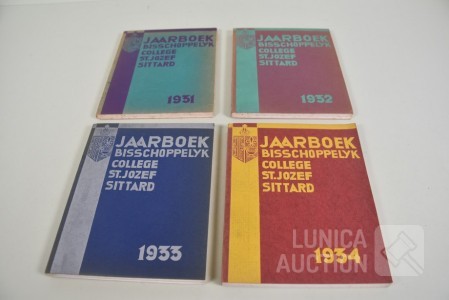 JAARBOEK
BISSCHOPPELYK
COLLEGE
ST. JOZEF
SITTARD
1931
JAARBOEK
BISSCHOPPELYK
COLLEGE
ST. JOZEF
SITTARD
1932
JAARBOEK
BISSCHOPPELYK
COLLEGE
ST. JOZEF
SITTARD
1933
JAARBOEK
BISSCHOPPELYK
COLLEGE
ST. JOZEF
SITTARD
1934
LUNICA
AUCTION